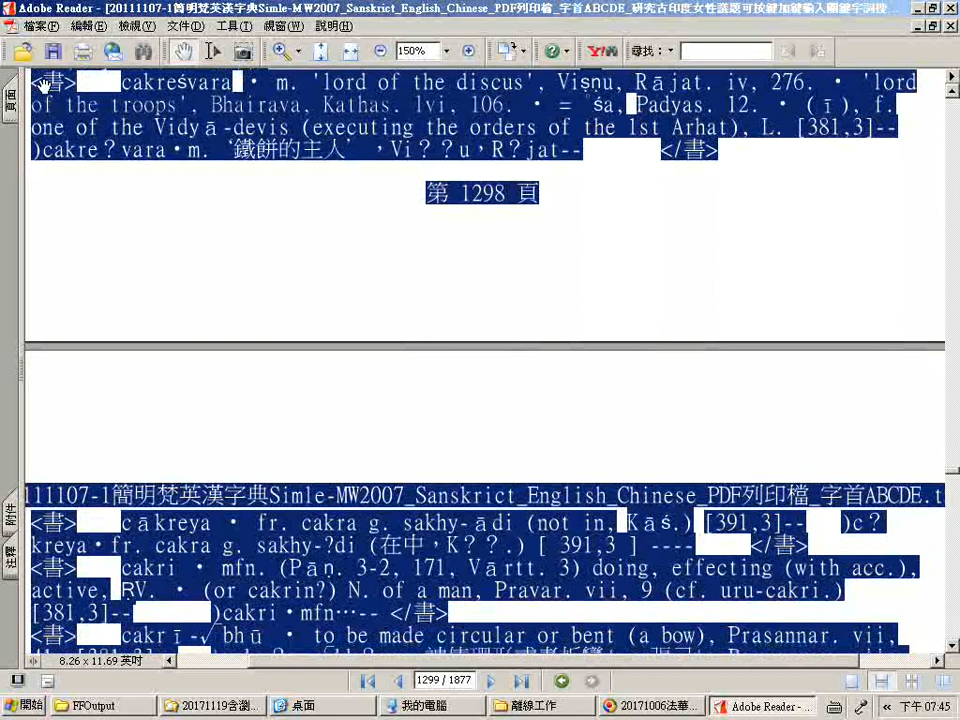 Adobe Reader - [20111107-1簡明梵英漢字典Simle-MW2007_Sanskrict_English_Chinese_PDF列印檔_字首ABCDE_研究古印度女性議題可按鍵加鍵輸入關鍵字詞搜
檔案(F) 編輯(E) 檢視(V) 文件(D) 工具(T) 視窗(W) 說明(H)
150% Y! 尋找：
頁面
<書> cakreśvara • m. 'lord of the discus', Viṣṇu, Rājat. iv, 276. • 'lord
of the troops', Bhairava, Kathas. lvi, 106. • = °śa, Padyas. 12. • (ī), f.
one of the Vidyā-devis (executing the orders of the 1st Arhat), L. [381,3]--
)cakre？vara•m.‘鐵餅的主人’，Vi？？u，R？jat-- </書>
第 1298 頁
111107-1簡明梵英漢字典Simle-MW2007_Sanskrict_English_Chinese_PDF列印檔_字首ABCDE.t
附件
注釋
<書> cākreya • fr. cakra g. sakhy-ādi (not in, Kāś.) [391,3]-- )c？
kreya•fr. cakra g. sakhy-?di (在中，K？？.) [ 391,3 ] ---- </書>
<書> cakri • mfn. (Pāṇ. 3-2, 171, Vārtt. 3) doing, effecting (with acc.),
active, RV. • (or cakrin?) N. of a man, Pravar. vii, 9 (cf. uru-cakri.)
[381,3]-- )cakri•mfn…-- </書>
<書> cakrī-√bhū • to be made circular or bent (a bow), Prasannar. vii,
8.26 x 11.69 英吋
1299 / 1877
開始 FFOutput 20171119含瀏... 桌面 我的電腦 離線工作 20171006法華... Adobe Reader - [... 下午 07:45